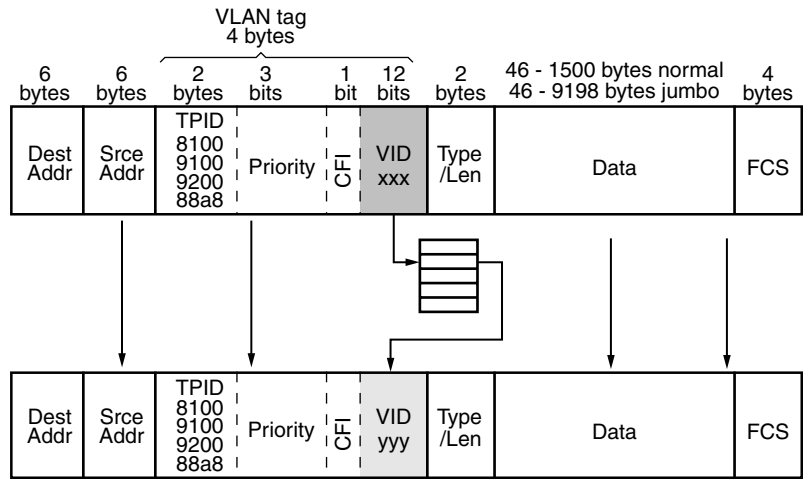 VLAN tag
4 bytes
6 bytes
6 bytes
2 bytes
3 bits
1 bit
12 bits
2 bytes
46 - 1500 bytes normal
46 - 9198 bytes jumbo
4 bytes
Dest Addr
Srce Addr
TPID
8100
9100
9200
88a8
Priority
CFI
VID
xxx
Type /Len
Data
FCS
Dest Addr
Srce Addr
TPID
8100
9100
9200
88a8
Priority
CFI
VID
yyy
Type /Len
Data
FCS